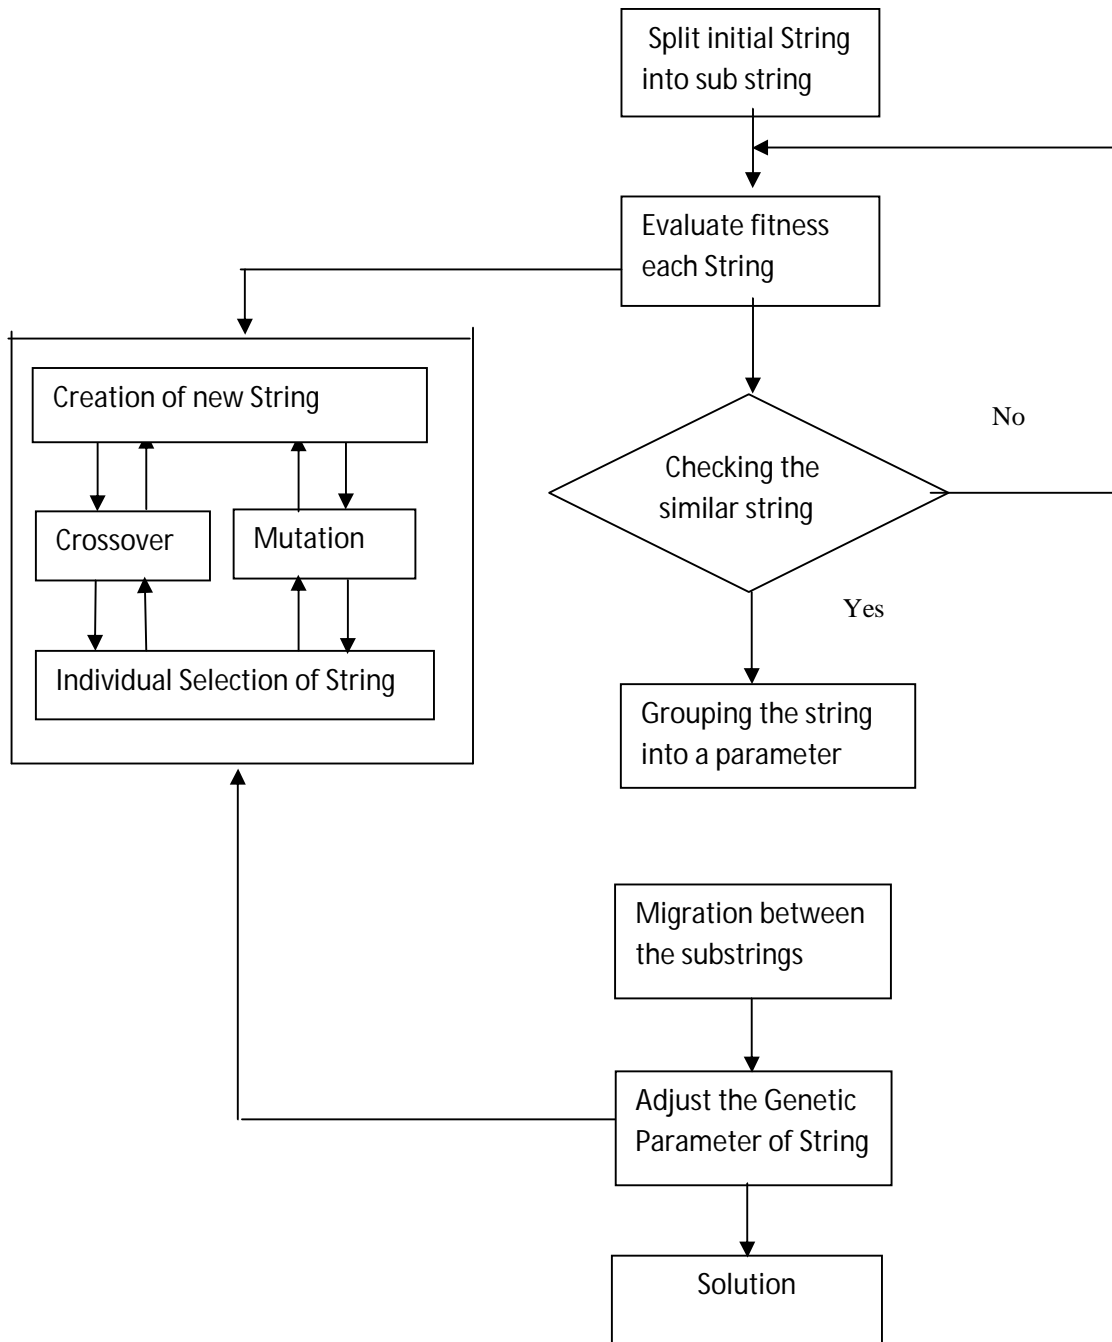 Split initial String
into sub string
Evaluate fitness
each String
Creation of new String
No
Checking the
similar string
Crossover
Mutation
Yes
Individual Selection of String
Grouping the string
into a parameter
Migration between
the substrings
Adjust the Genetic
Parameter of String
Solution